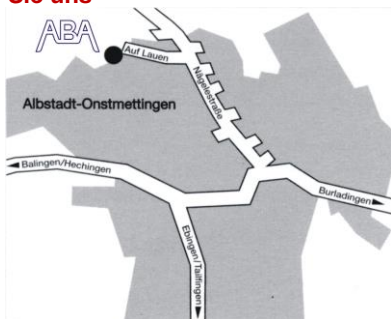 Sie uns
ABA
Auf Lauen
Nägelestraße
Albstadt-Onstmettingen
Balingen/Hechingen
Burladingen
Ebingen/Tailfingen